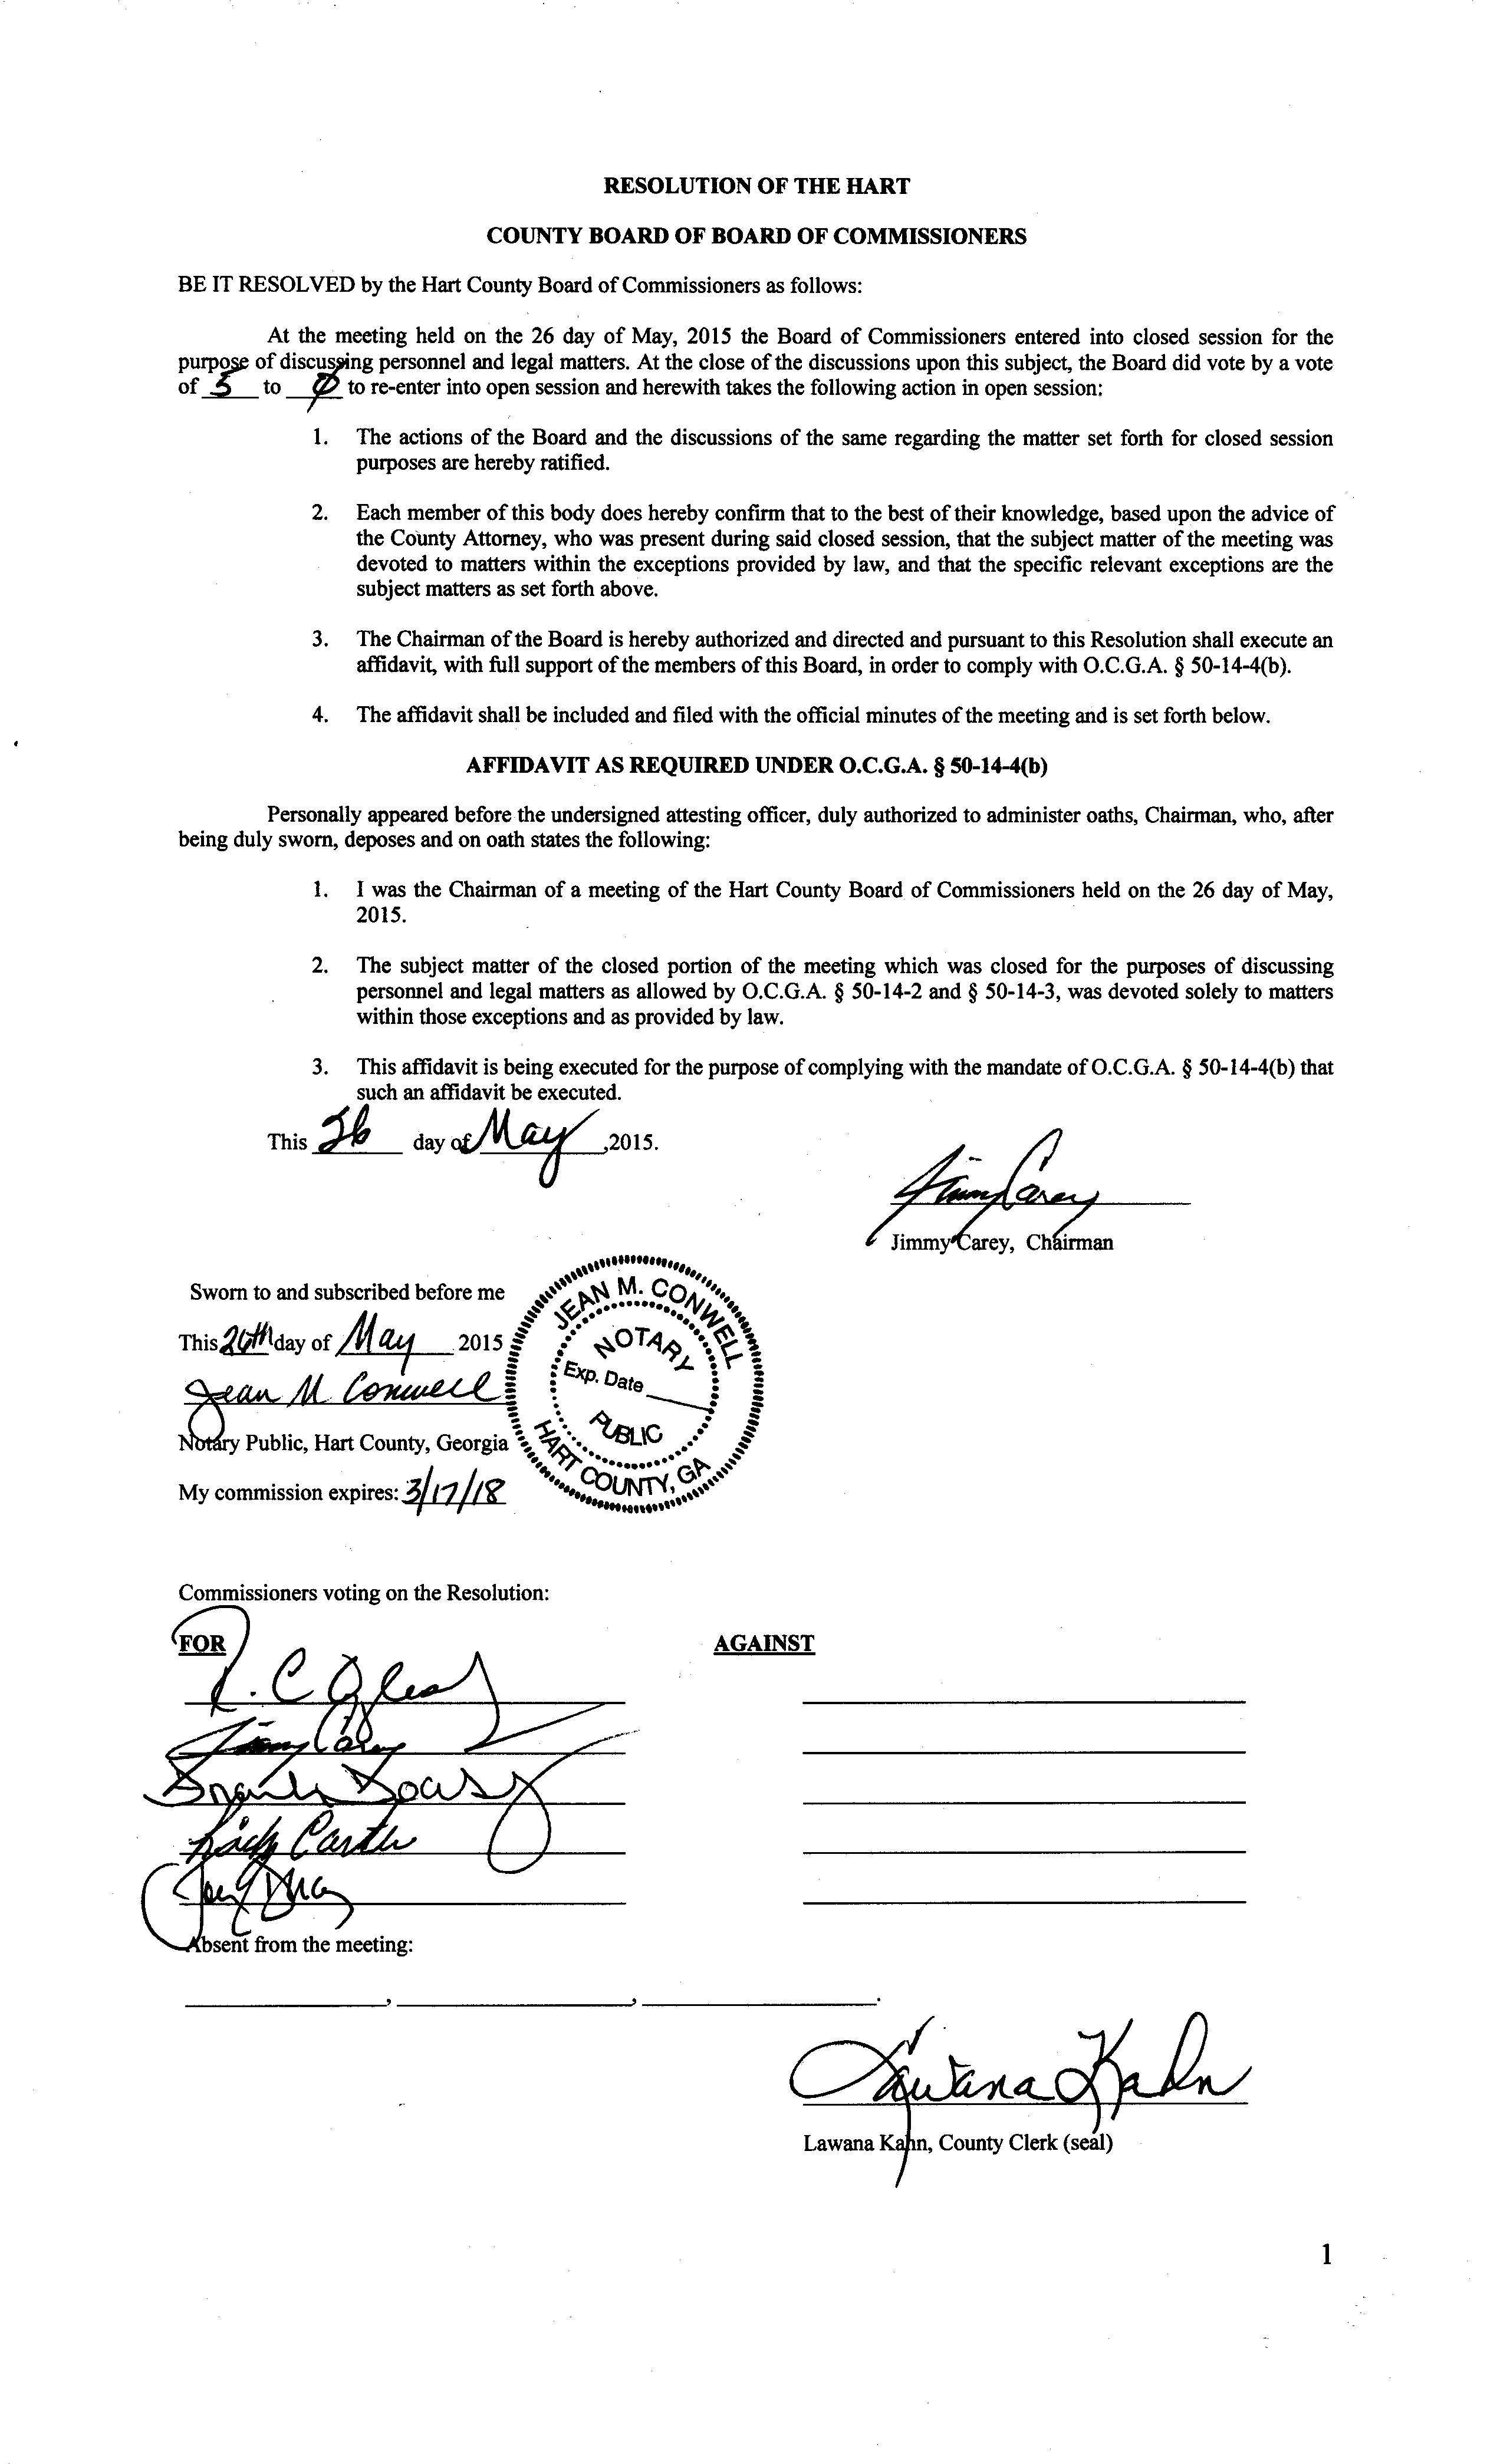 RESOLUTION OF THE HART
COUNTY BOARD OF BOARD OF COMMISSIONERS
BE IT RESOLVED by the Hart County Board of Commissioners as follows:
At the meeting held on the 26 day of May, 2015 the Board of Commissioners entered into closed session for the
purpose of discussing personnel and legal matters. At the close of the discussions upon this subject, the Board did vote by a vote
of 5 to 0 to re-enter into open session and herewith takes the following action in open session:
1. The actions of the Board and the discussions of the same regarding the matter set forth for closed session
purposes are hereby ratified.
2. Each member of this body does hereby confirm that to the best of their knowledge, based upon the advice of
the County Attorney, who was present during said closed session, that the subject matter of the meeting was
devoted to matters within the exceptions provided by law, and that the specific relevant exceptions are the
subject matters as set forth above.
3. The Chairman of the Board is hereby authorized and directed and pursuant to this Resolution shall execute an
affidavit, with full support of the members of this Board, in order to comply with O.C.G.A. § 50-14-4(b).
4. The affidavit shall be included and filed with the official minutes of the meeting and is set forth below.
AFFIDAVIT AS REQUIRED UNDER O.C.G.A. § 50-14-4(b)
Personally appeared before the undersigned attesting officer, duly authorized to administer oaths, Chairman, who, after
being duly sworn, deposes and on oath states the following:
1. I was the Chairman of a meeting of the Hart County Board of Commissioners held on the 26 day of May,
2015.
2. The subject matter of the closed portion of the meeting which was closed for the purposes of discussing
personnel and legal matters as allowed by O.C.G.A. § 50-14-2 and § 50-14-3, was devoted solely to matters
within those exceptions and as provided by law.
3. This affidavit is being executed for the purpose of complying with the mandate of O.C.G.A. § 50-14-4(b) that
such an affidavit be executed.
This 26 day of May ,2015.
Jimmy Carey
Jimmy Carey, Chairman
Sworn to and subscribed before me
This 26th day of May 2015
Jean M Conwell
Notary Public, Hart County, Georgia
My commission expires: 3/17/18
JEAN M. CONWELL
NOTARY
Exp. Date
PUBLIC
HART COUNTY, GA
Commissioners voting on the Resolution:
FOR AGAINST
R. C
Jimmy Carey
Carter
Joey
Absent from the meeting:
Lawana Kahn
Lawana Kahn, County Clerk (seal)
1